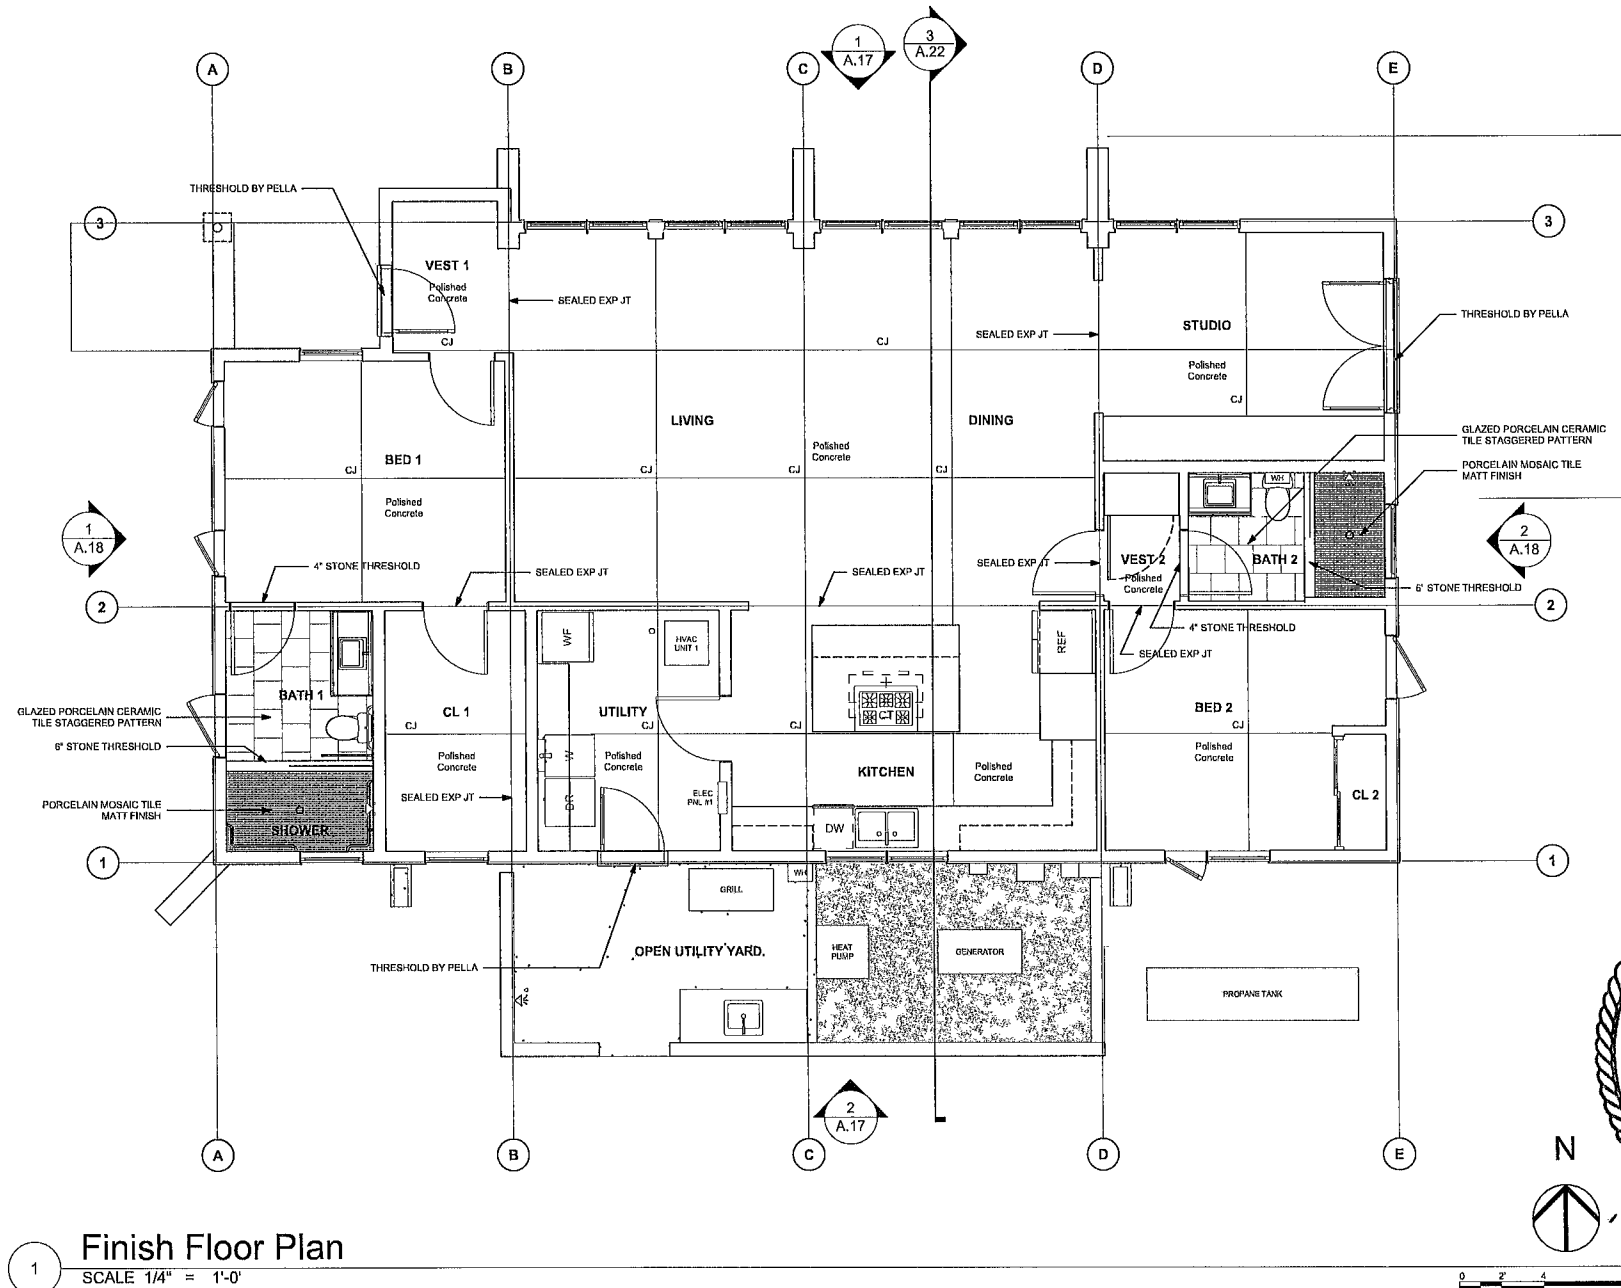 1
A.17
3
A.22
A
B
C
D
E
THRESHOLD BY PELLA
3
3
VEST 1
Polished
Concrete
SEALED EXP JT
SEALED EXP JT
STUDIO
THRESHOLD BY PELLA
CJ
CJ
Polished
Concrete
CJ
LIVING
DINING
GLAZED PORCELAIN CERAMIC
TILE STAGGERED PATTERN
BED 1
Polished
Concrete
PORCELAIN MOSAIC TILE
MATT FINISH
CJ
CJ
CJ
CJ
WH
Polished
Concrete
1
A.18
2
A.18
4" STONE THRESHOLD
SEALED EXP JT
SEALED EXP JT
SEALED EXP JT
VEST 2
Polished
Concrete
BATH 2
6" STONE THRESHOLD
2
2
WF
HVAC
UNIT 1
REF
4" STONE THRESHOLD
SEALED EXP JT
BATH 1
GLAZED PORCELAIN CERAMIC
TILE STAGGERED PATTERN
CL 1
UTILITY
CT
BED 2
CJ
CJ
CJ
CJ
6" STONE THRESHOLD
Polished
Concrete
W
Polished
Concrete
KITCHEN
Polished
Concrete
Polished
Concrete
SEALED EXP JT
DR
ELEC
PNL #1
CL 2
PORCELAIN MOSAIC TILE
MATT FINISH
SHOWER
DW
1
1
WH
GRILL
OPEN UTILITY YARD.
HEAT
PUMP
GENERATOR
THRESHOLD BY PELLA
PROPANE TANK
2
A.17
A
B
C
D
E
N
1
Finish Floor Plan
SCALE 1/4" = 1'-0"
0 2' 4